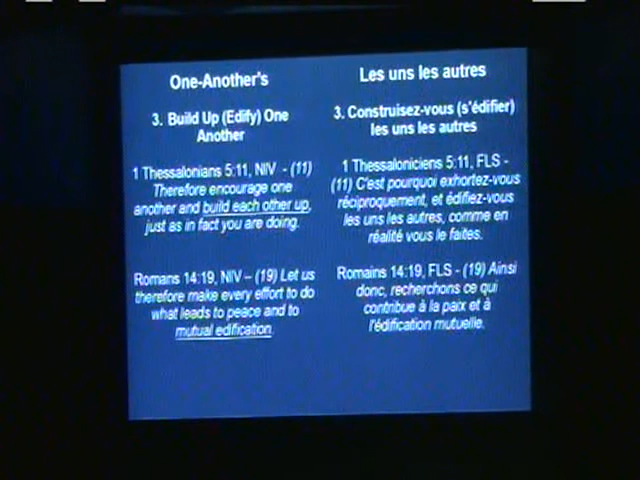 One-Another's
3. Build Up (Edify) One
Another
1 Thessalonians 5:11, NIV - (11)
Therefore encourage one
another and build each other up,
just as in fact you are doing.
Romans 14:19, NIV – (19) Let us
therefore make every effort to do
what leads to peace and to
mutual edification.
Les uns les autres
3. Construisez-vous (s'édifier)
les uns les autres
1 Thessaloniciens 5:11, FLS -
(11) C'est pourquoi exhortez-vous
réciproquement, et édifiez-vous
les uns les autres, comme en
réalité vous le faites.
Romains 14:19, FLS - (19) Ainsi
donc, recherchons ce qui
contribue à la paix et à
l'édification mutuelle.